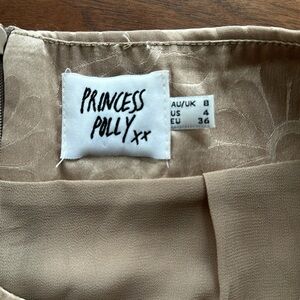 PRINCESS
POLLY xx
AU/UK 8
US 4
EU 36